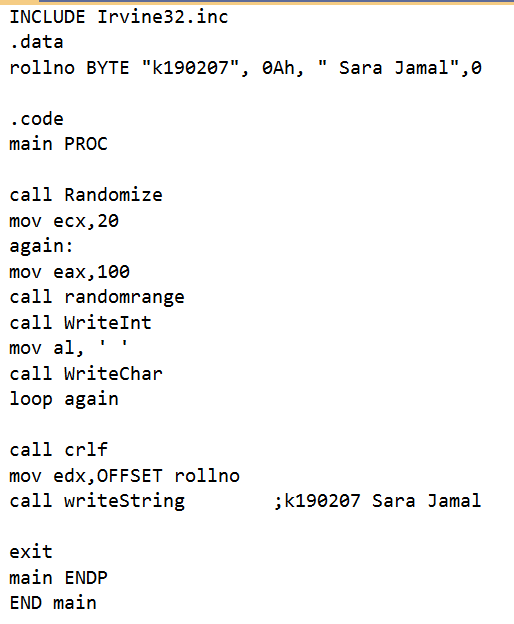 INCLUDE Irvine32.inc
.data
rollno BYTE "k190207", 0Ah, " Sara Jamal",0
.code
main PROC
call Randomize
mov ecx,20
again:
mov eax,100
call randomrange
call WriteInt
mov al, ' '
call WriteChar
loop again
call crlf
mov edx,OFFSET rollno
call writeString ;k190207 Sara Jamal
exit
main ENDP
END main